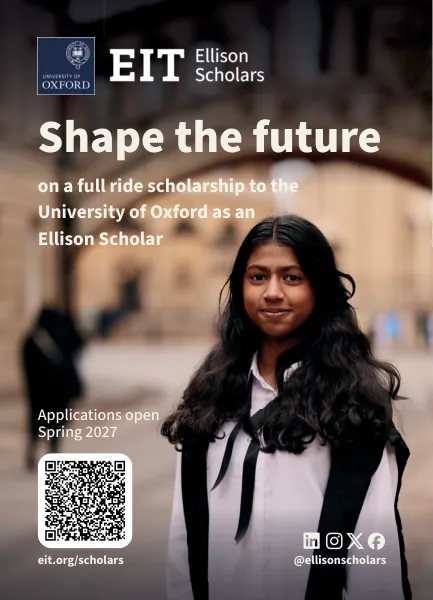 UNIVERSITY OF
OXFORD
EIT
Ellison
Scholars
Shape the future
on a full ride scholarship to the
University of Oxford as an
Ellison Scholar
Applications open
Spring 2027
eit.org/scholars
@ellisonscholars